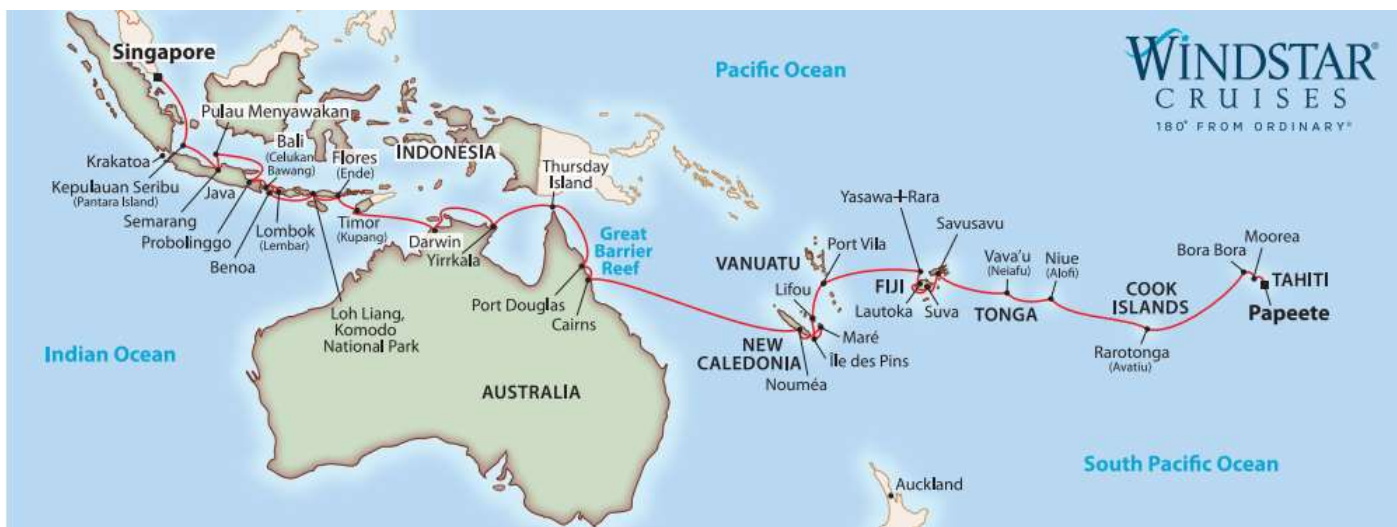 Singapore
Pacific Ocean
WINDSTAR®
CRUISES
180° FROM ORDINARY®
Pulau Menyawakan
Bali
(Celukan
Bawang)
Flores
(Ende)
INDONESIA
Thursday
Island
Krakatoa
Kepulauan Seribu
(Pantara Island)
Java
Semarang
Probolinggo
Benoa
Lombok
(Lembar)
Timor
(Kupang)
Darwin
Yirrkala
Great
Barrier
Reef
Port Douglas
Cairns
Loh Liang,
Komodo
National Park
Indian Ocean
AUSTRALIA
VANUATU
Port Vila
Yasawa-I-Rara
Savusavu
Lifou
FIJI
Lautoka
Suva
Vava'u
(Neiafu)
TONGA
Niue
(Alofi)
COOK
ISLANDS
Bora Bora
Moorea
TAHITI
Papeete
Rarotonga
(Avatiu)
NEW
CALEDONIA
Maré
Île des Pins
Nouméa
South Pacific Ocean
Auckland